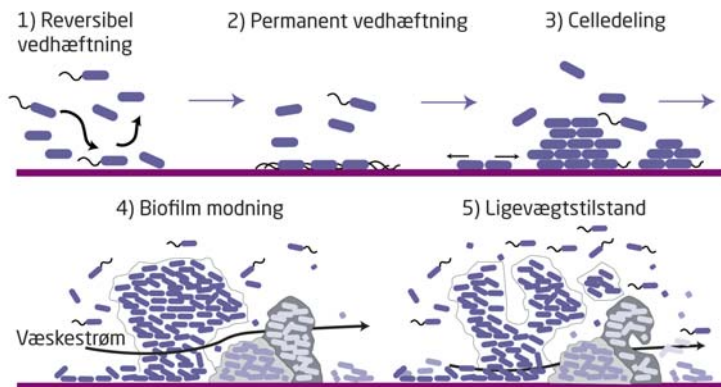 1) Reversibel
vedhæftning
2) Permanent vedhæftning
3) Celledeling
4) Biofilm modning
5) Ligevægtstilstand
Væskestrøm